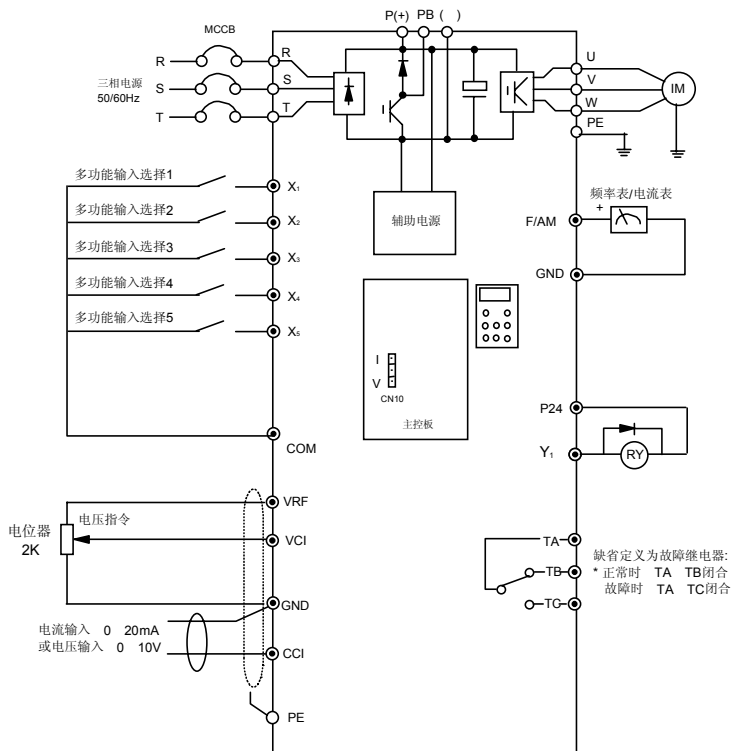 P(+) PB ( )
MCCB
R
R
S
S
T
T
三相电源
50/60Hz
U
V
W
PE
IM
多功能输入选择1
X₁
多功能输入选择2
X₂
多功能输入选择3
X₃
多功能输入选择4
X₄
多功能输入选择5
X₅
辅助电源
频率表/电流表
+
F/AM
GND
I
V
CN10
主控板
P24
Y₁
RY
COM
VRF
电压指令
电位器
2K
VCI
GND
电流输入 0 20mA
或电压输入 0 10V
CCI
PE
TA
TB
TC
缺省定义为故障继电器:
* 正常时 TA TB闭合
故障时 TA TC闭合